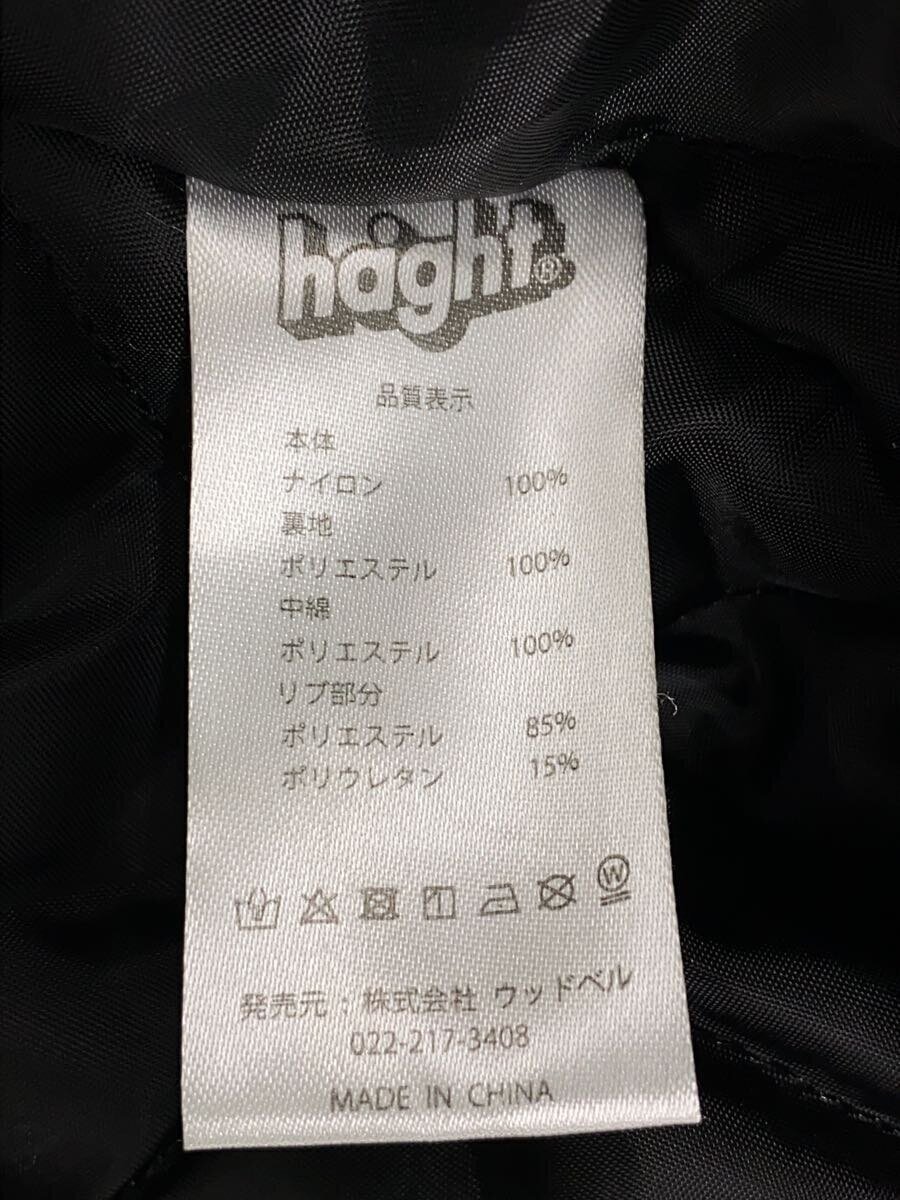 haght.®
品質表示
本体
ナイロン 100%
裏地
ポリエステル 100%
中綿
ポリエステル 100%
リブ部分
ポリエステル 85%
ポリウレタン 15%
W
発売元：株式会社 ウッドベル
022-217-3408
MADE IN CHINA